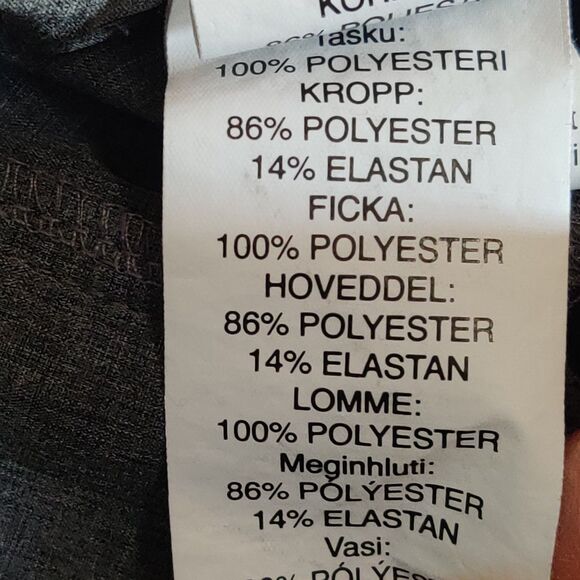 Tasku:
100% POLYESTERI
KROPP:
86% POLYESTER
14% ELASTAN
FICKA:
100% POLYESTER
HOVEDDEL:
86% POLYESTER
14% ELASTAN
LOMME:
100% POLYESTER
Meginhluti:
86% PÓLÝESTER
14% ELASTAN
Vasi: